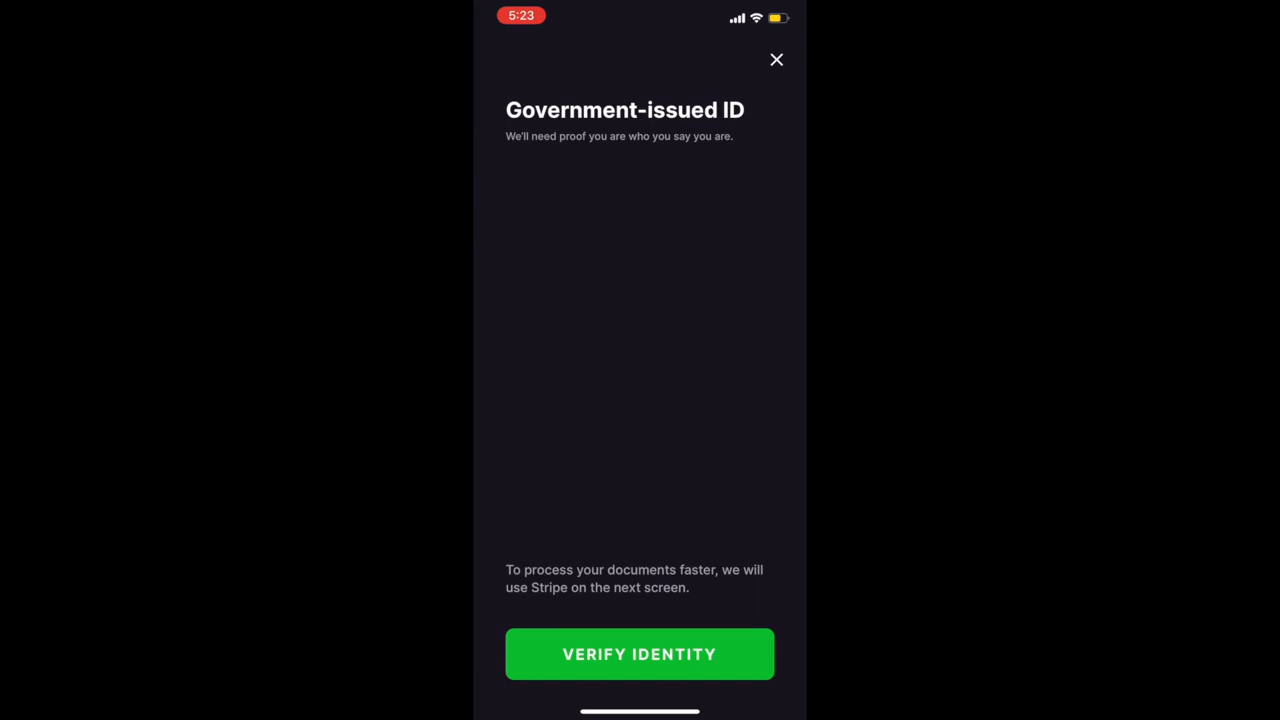 5:23
Government-issued ID
We'll need proof you are who you say you are.
To process your documents faster, we will
use Stripe on the next screen.
VERIFY IDENTITY